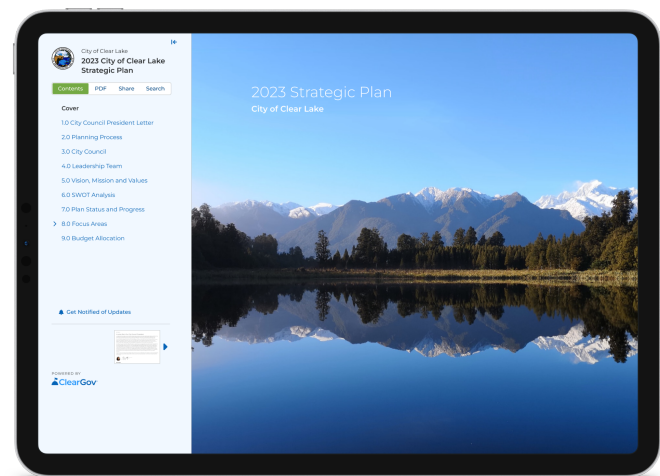 City of Clear Lake
2023 City of Clear Lake
Strategic Plan
Contents
PDF
Share
Search
Cover
1.0 City Council President Letter
2.0 Planning Process
3.0 City Council
4.0 Leadership Team
5.0 Vision, Mission and Values
6.0 SWOT Analysis
7.0 Plan Status and Progress
8.0 Focus Areas
9.0 Budget Allocation
Get Notified of Updates
POWERED BY
ClearGov
2023 Strategic Plan
City of Clear Lake